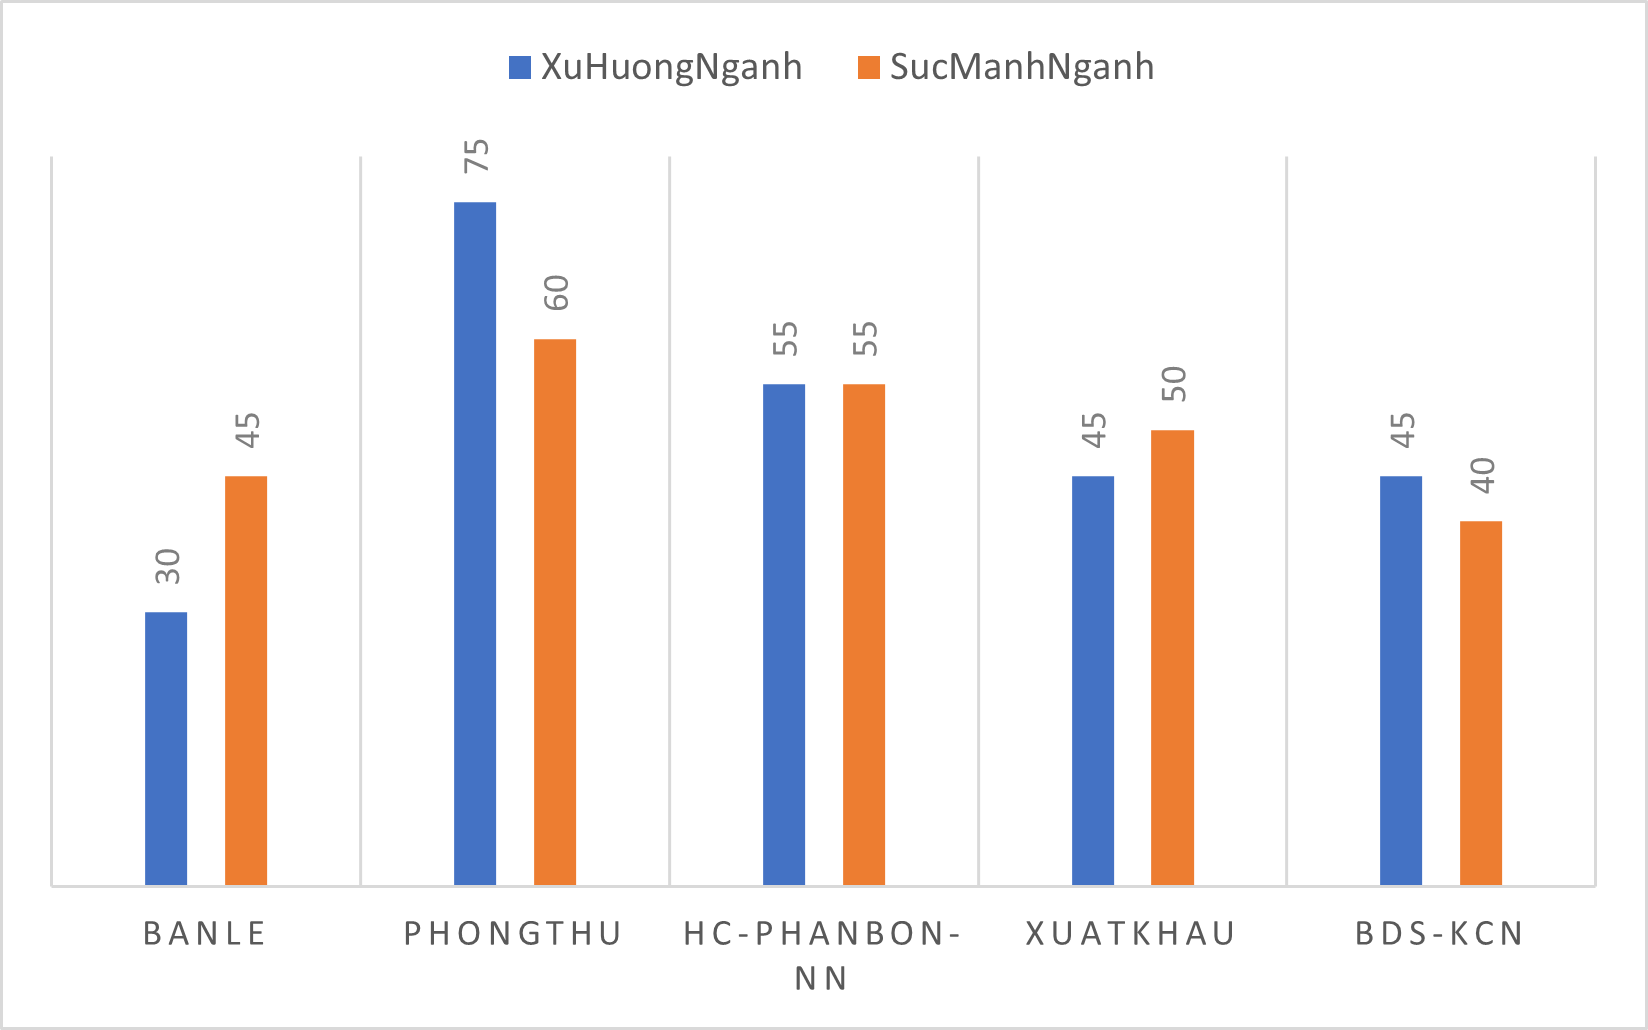 XuHuongNganh SucManhNganh
75
60
55 55
50
45 45 45
40
30
BANLE PHONGTHU HC-PHANBON- XUATKHAU BDS-KCN
NN